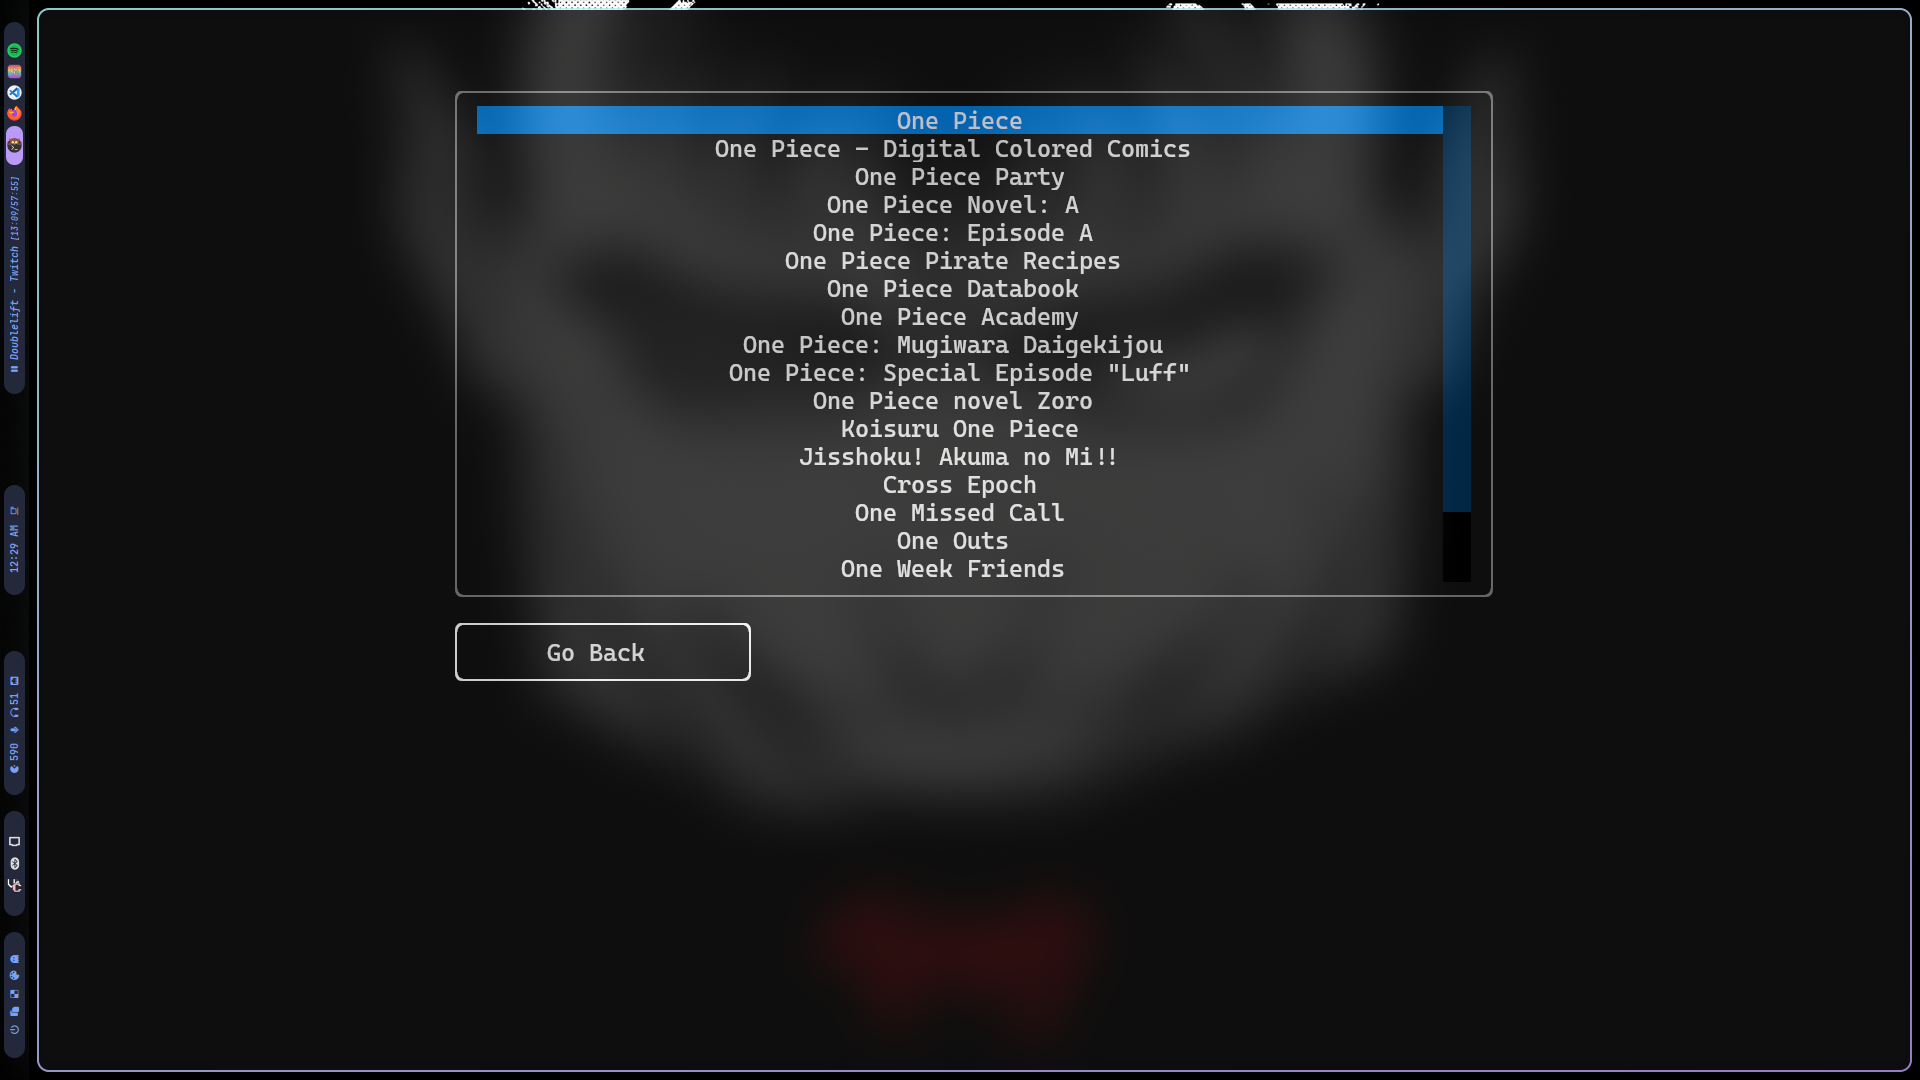 One Piece
One Piece – Digital Colored Comics
One Piece Party
One Piece Novel: A
One Piece: Episode A
One Piece Pirate Recipes
One Piece Databook
One Piece Academy
One Piece: Mugiwara Daigekijou
One Piece: Special Episode "Luff"
One Piece novel Zoro
Koisuru One Piece
Jisshoku! Akuma no Mi!!
Cross Epoch
One Missed Call
One Outs
One Week Friends
Go Back
Doublelift - Twitch [13:09/57:55]
12:29 AM
590 51